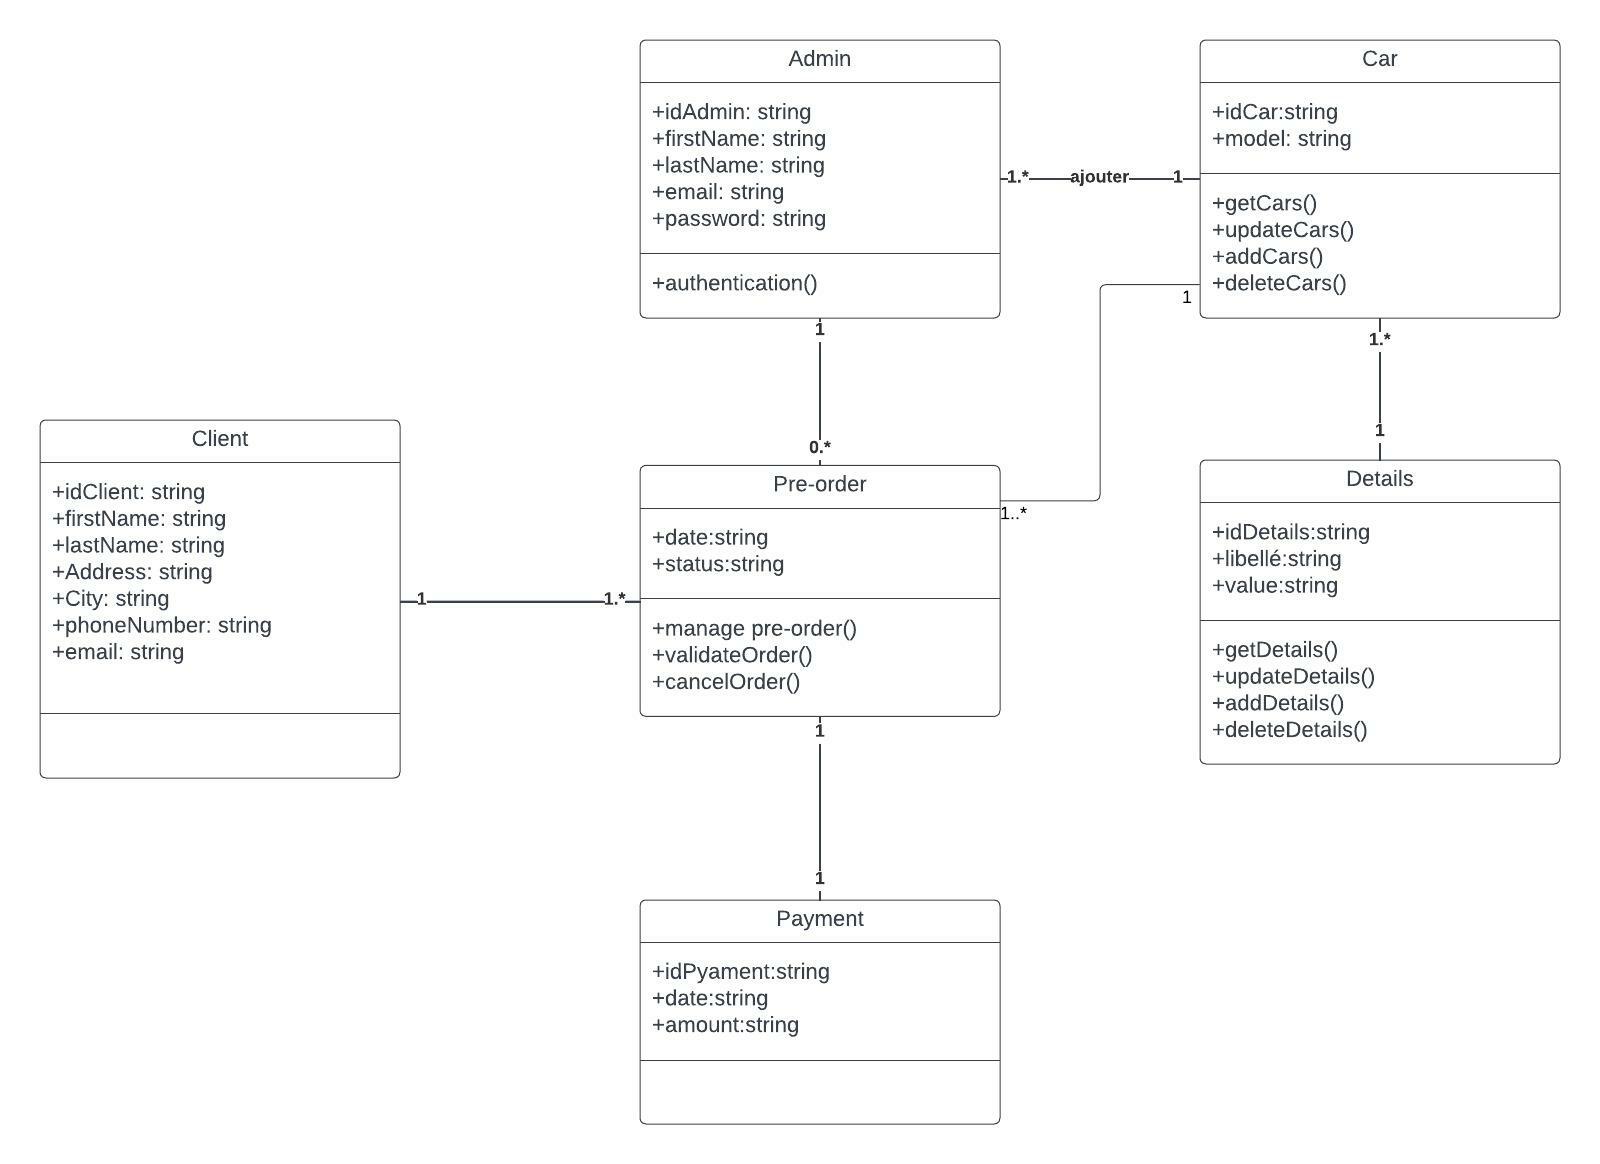 Admin
+idAdmin: string
+firstName: string
+lastName: string
+email: string
+password: string
+authentication()
1.*
ajouter
1
Car
+idCar:string
+model: string
+getCars()
+updateCars()
+addCars()
+deleteCars()
1
1
0.*
1.*
1
Client
+idClient: string
+firstName: string
+lastName: string
+Address: string
+City: string
+phoneNumber: string
+email: string
1
1.*
Pre-order
+date:string
+status:string
+manage pre-order()
+validateOrder()
+cancelOrder()
1..*
Details
+idDetails:string
+libellé:string
+value:string
+getDetails()
+updateDetails()
+addDetails()
+deleteDetails()
1
1
Payment
+idPyament:string
+date:string
+amount:string